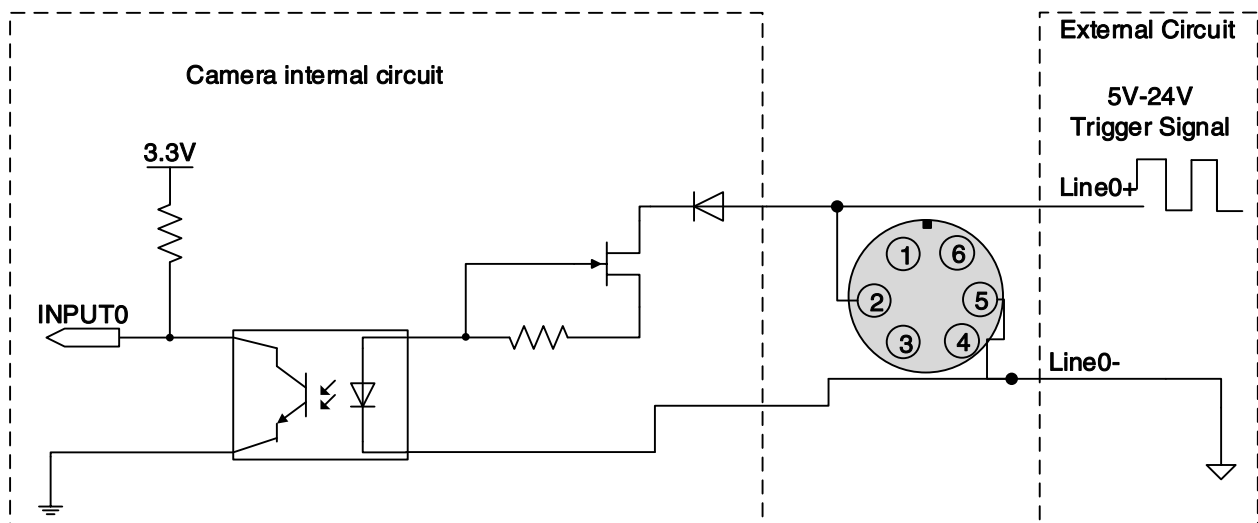 External Circuit
Camera internal circuit
5V-24V
Trigger Signal
3.3V
Line0+
1
6
INPUT0
2
5
3
4
Line0-